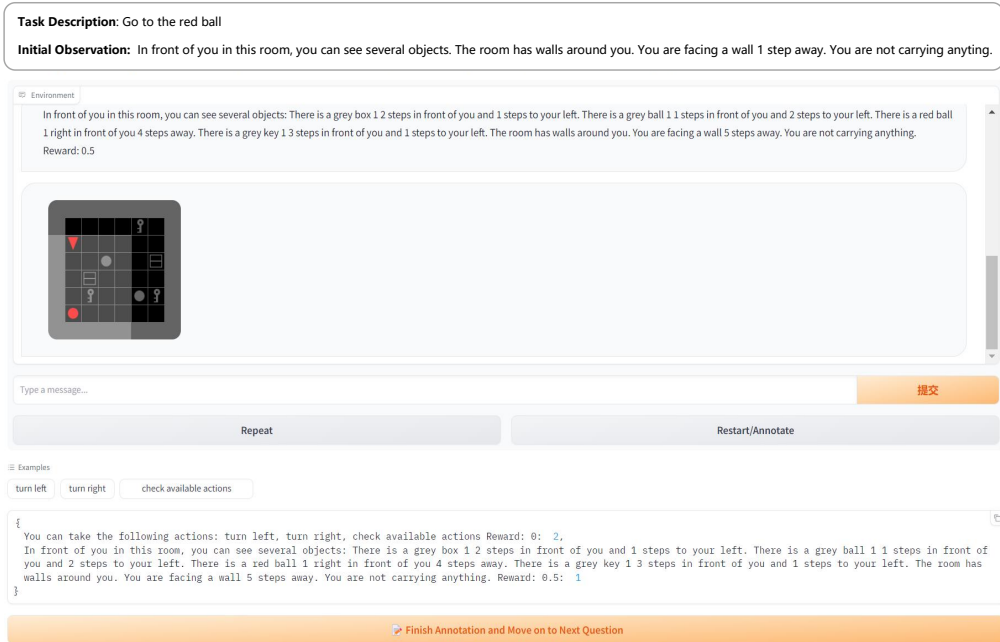 Task Description: Go to the red ball
Initial Observation: In front of you in this room, you can see several objects. The room has walls around you. You are facing a wall 1 step away. You are not carrying anyting.
Environment
In front of you in this room, you can see several objects: There is a grey box 1 2 steps in front of you and 1 steps to your left. There is a grey ball 1 1 steps in front of you and 2 steps to your left. There is a red ball
1 right in front of you 4 steps away. There is a grey key 1 3 steps in front of you and 1 steps to your left. The room has walls around you. You are facing a wall 5 steps away. You are not carrying anything.
Reward: 0.5
Type a message...
提交
Repeat
Restart/Annotate
Examples
turn left
turn right
check available actions
{
You can take the following actions: turn left, turn right, check available actions Reward: 0: 2,
In front of you in this room, you can see several objects: There is a grey box 1 2 steps in front of you and 1 steps to your left. There is a grey ball 1 1 steps in front of
you and 2 steps to your left. There is a red ball 1 right in front of you 4 steps away. There is a grey key 1 3 steps in front of you and 1 steps to your left. The room has
walls around you. You are facing a wall 5 steps away. You are not carrying anything. Reward: 0.5: 1
}
Finish Annotation and Move on to Next Question